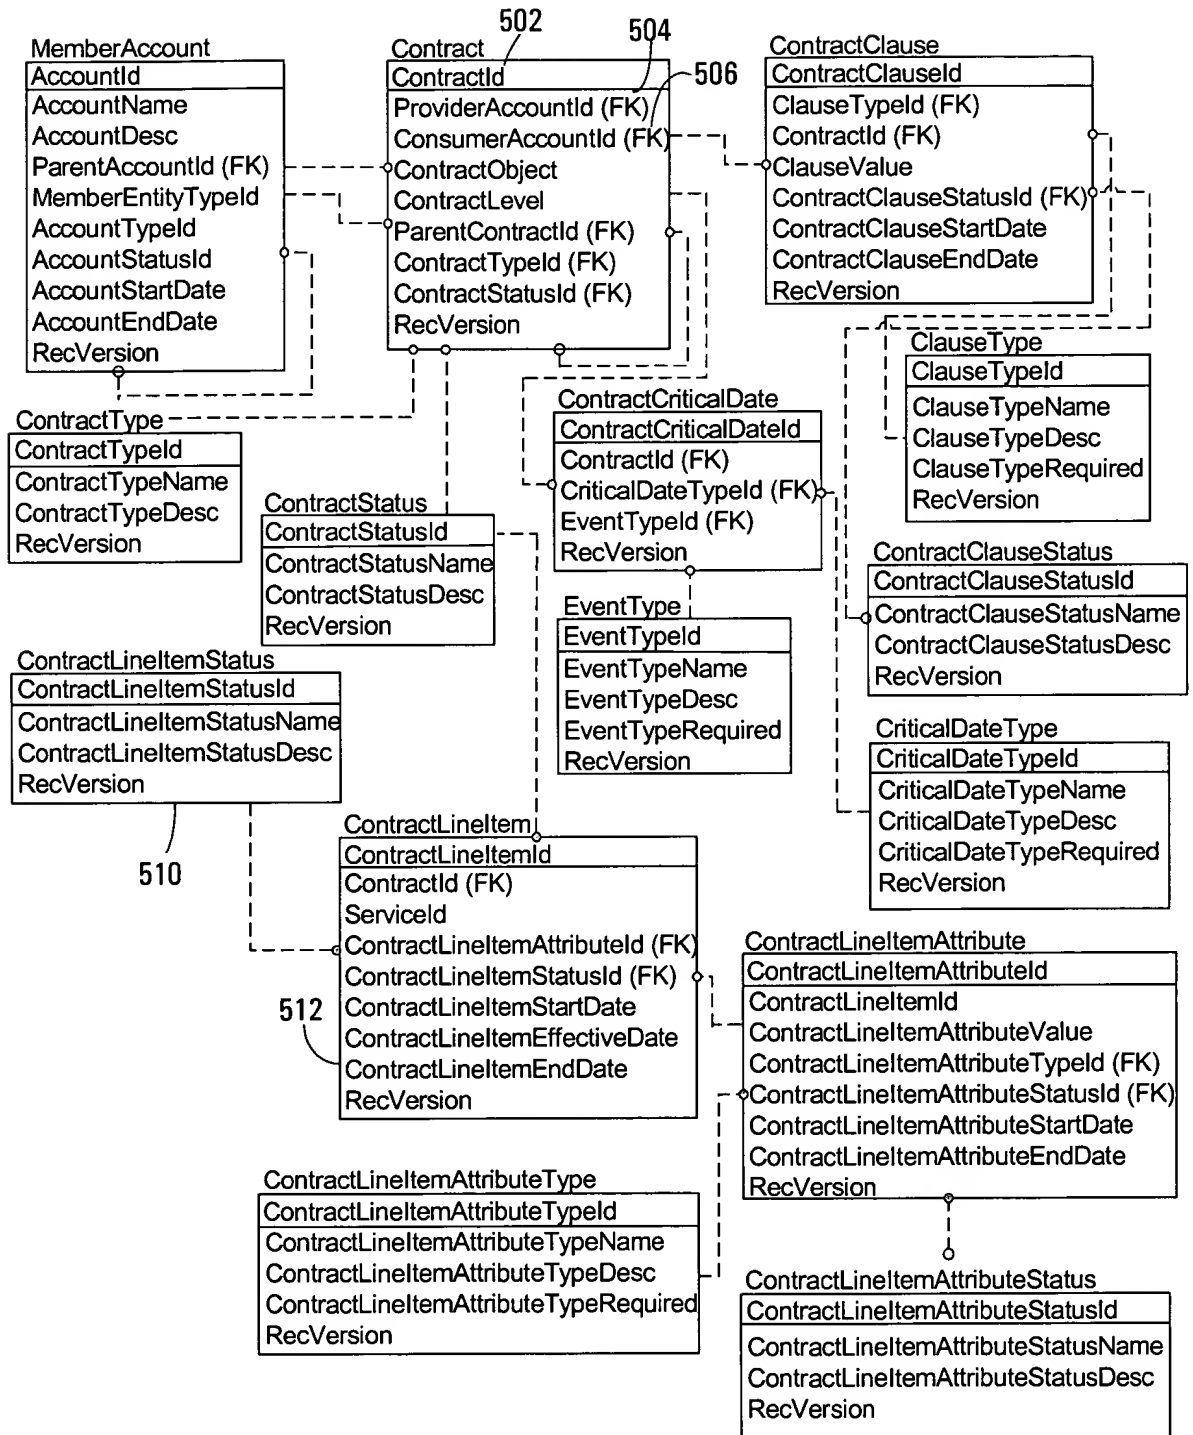 502
504
506
MemberAccount
AccountId
AccountName
AccountDesc
ParentAccountId (FK)
MemberEntityTypeId
AccountTypeId
AccountStatusId
AccountStartDate
AccountEndDate
RecVersion
Contract
ContractId
ProviderAccountId (FK)
ConsumerAccountId (FK)
ContractObject
ContractLevel
ParentContractId (FK)
ContractTypeId (FK)
ContractStatusId (FK)
RecVersion
ContractClause
ContractClauseId
ClauseTypeId (FK)
ContractId (FK)
ClauseValue
ContractClauseStatusId (FK)
ContractClauseStartDate
ContractClauseEndDate
RecVersion
ClauseType
ClauseTypeId
ClauseTypeName
ClauseTypeDesc
ClauseTypeRequired
RecVersion
ContractType
ContractTypeId
ContractTypeName
ContractTypeDesc
RecVersion
ContractStatus
ContractStatusId
ContractStatusName
ContractStatusDesc
RecVersion
ContractCriticalDate
ContractCriticalDateId
ContractId (FK)
CriticalDateTypeId (FK)
EventTypeId (FK)
RecVersion
ContractClauseStatus
ContractClauseStatusId
ContractClauseStatusName
ContractClauseStatusDesc
RecVersion
EventType
EventTypeId
EventTypeName
EventTypeDesc
EventTypeRequired
RecVersion
ContractLineItemStatus
ContractLineItemStatusId
ContractLineItemStatusName
ContractLineItemStatusDesc
RecVersion
510
CriticalDateType
CriticalDateTypeId
CriticalDateTypeName
CriticalDateTypeDesc
CriticalDateTypeRequired
RecVersion
ContractLineItem
ContractLineItemId
ContractId (FK)
ServiceId
ContractLineItemAttributeId (FK)
ContractLineItemStatusId (FK)
ContractLineItemStartDate
ContractLineItemEffectiveDate
ContractLineItemEndDate
RecVersion
512
ContractLineItemAttribute
ContractLineItemAttributeId
ContractLineItemId
ContractLineItemAttributeValue
ContractLineItemAttributeTypeId (FK)
ContractLineItemAttributeStatusId (FK)
ContractLineItemAttributeStartDate
ContractLineItemAttributeEndDate
RecVersion
ContractLineItemAttributeType
ContractLineItemAttributeTypeId
ContractLineItemAttributeTypeName
ContractLineItemAttributeTypeDesc
ContractLineItemAttributeTypeRequired
RecVersion
ContractLineItemAttributeStatus
ContractLineItemAttributeStatusId
ContractLineItemAttributeStatusName
ContractLineItemAttributeStatusDesc
RecVersion